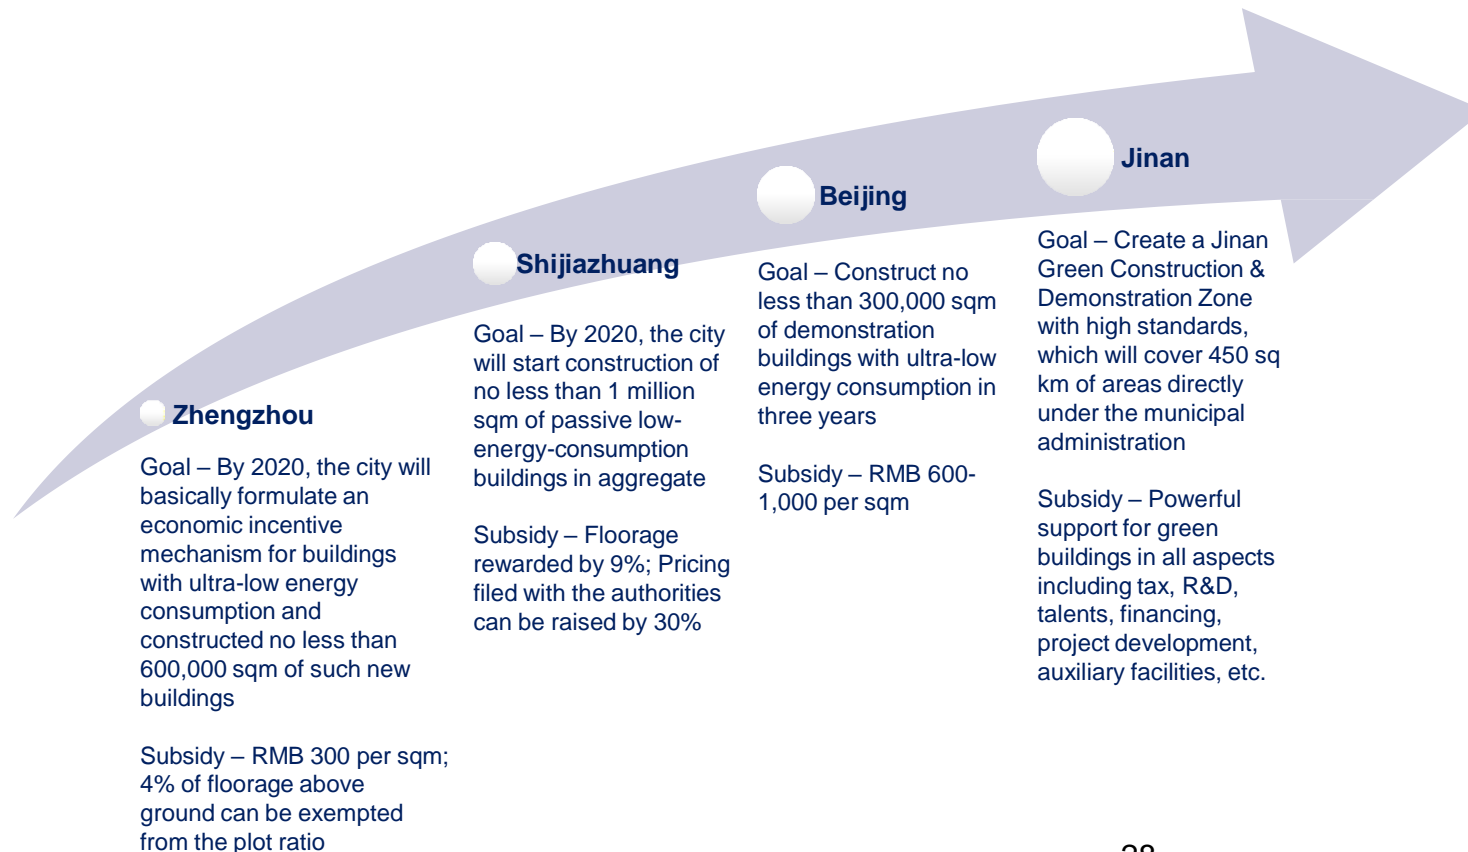 Zhengzhou
Goal – By 2020, the city will
basically formulate an
economic incentive
mechanism for buildings
with ultra-low energy
consumption and
constructed no less than
600,000 sqm of such new
buildings
Subsidy – RMB 300 per sqm;
4% of floorage above
ground can be exempted
from the plot ratio
Shijiazhuang
Goal – By 2020, the city
will start construction of
no less than 1 million
sqm of passive low-
energy-consumption
buildings in aggregate
Subsidy – Floorage
rewarded by 9%; Pricing
filed with the authorities
can be raised by 30%
Beijing
Goal – Construct no
less than 300,000 sqm
of demonstration
buildings with ultra-low
energy consumption in
three years
Subsidy – RMB 600-
1,000 per sqm
Jinan
Goal – Create a Jinan
Green Construction &
Demonstration Zone
with high standards,
which will cover 450 sq
km of areas directly
under the municipal
administration
Subsidy – Powerful
support for green
buildings in all aspects
including tax, R&D,
talents, financing,
project development,
auxiliary facilities, etc.